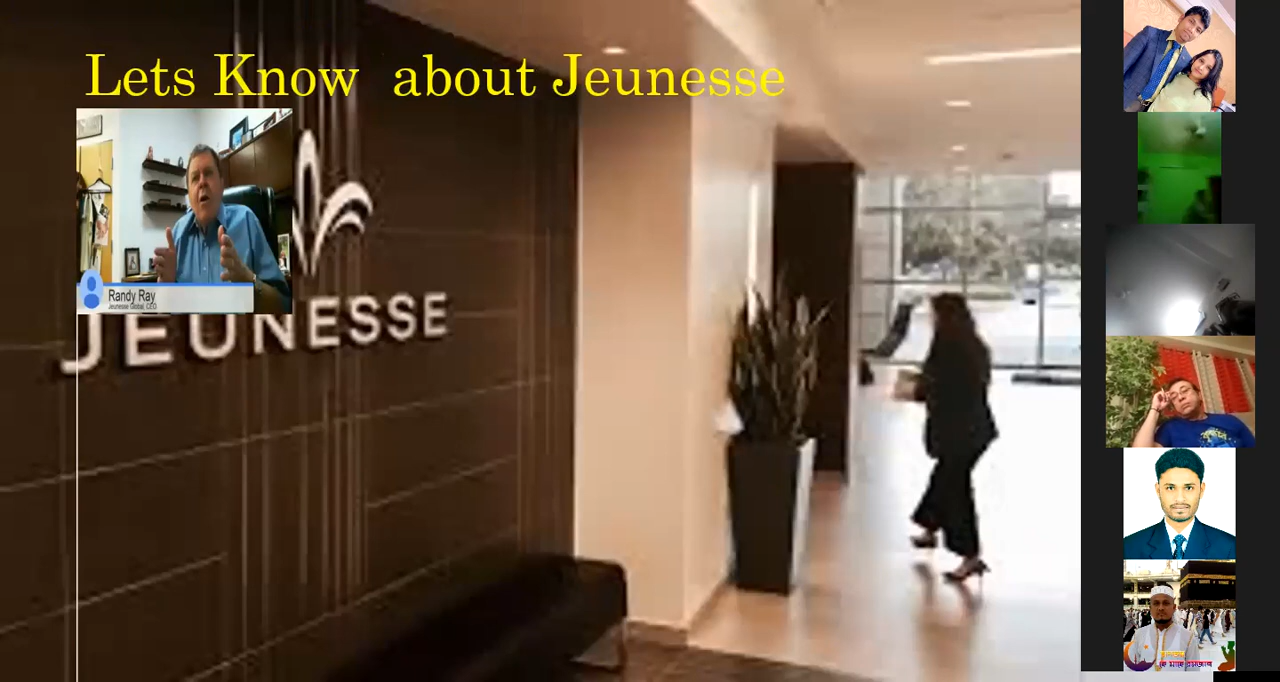 Lets Know about Jeunesse
Randy Ray
Jeunesse Global, CEO
JEUNESSE